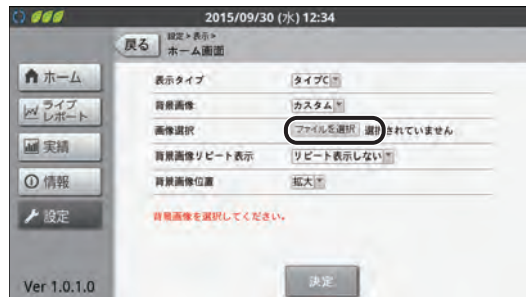 2015/09/30 (水) 12:34
戻る
設定 > 表示 >
ホーム画面
ホーム
ライブ
レポート
実績
情報
設定
Ver 1.0.1.0
表示タイプ タイプC
背景画像 カスタム
画像選択 ファイルを選択 選択されていません
背景画像リピート表示 リピート表示しない
背景画像位置 拡大
背景画像を選択してください。
決定